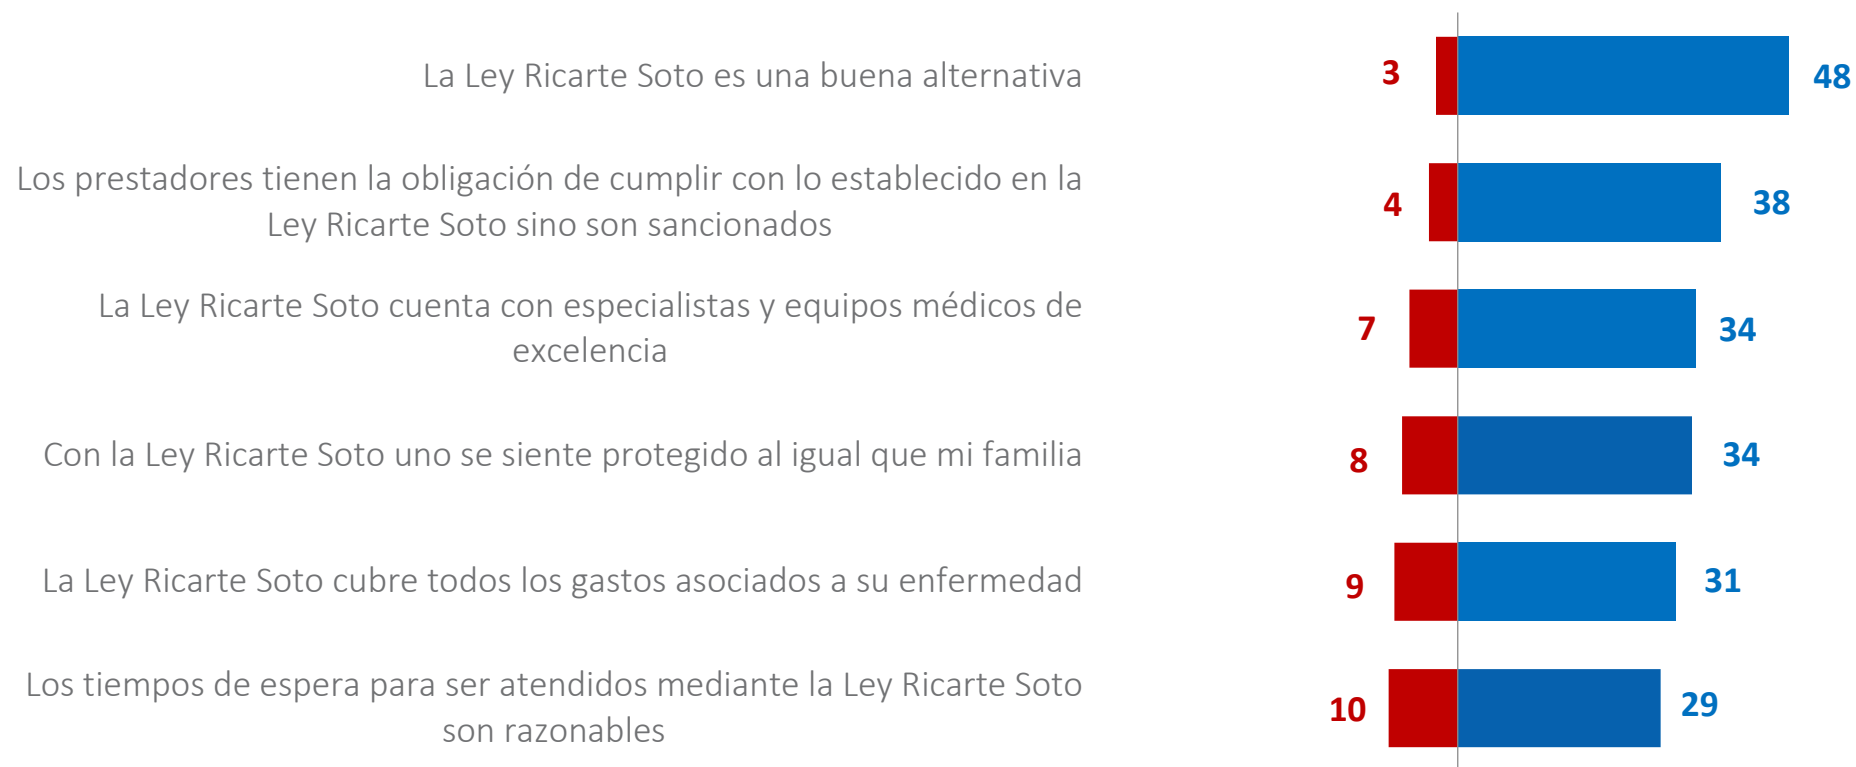 La Ley Ricarte Soto es una buena alternativa
3
48
Los prestadores tienen la obligación de cumplir con lo establecido en la
Ley Ricarte Soto sino son sancionados
4
38
La Ley Ricarte Soto cuenta con especialistas y equipos médicos de
excelencia
7
34
Con la Ley Ricarte Soto uno se siente protegido al igual que mi familia
8
34
La Ley Ricarte Soto cubre todos los gastos asociados a su enfermedad
9
31
Los tiempos de espera para ser atendidos mediante la Ley Ricarte Soto
son razonables
10
29